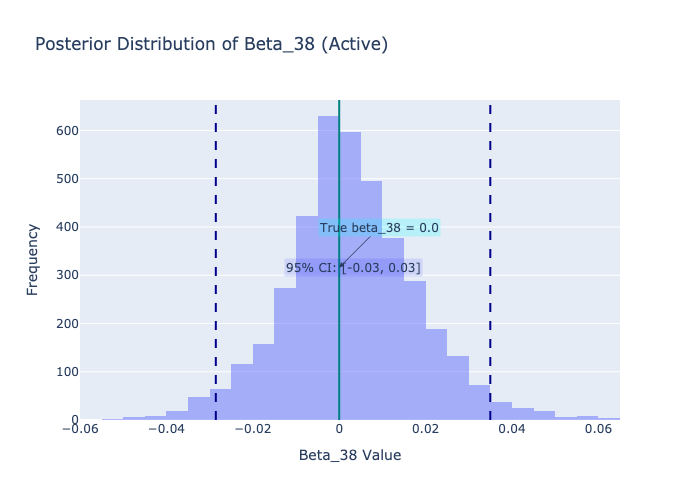 Posterior Distribution of Beta_38 (Active)
600
500
400
300
200
100
0
Frequency
True beta_38 = 0.0
95% CI: [-0.03, 0.03]
−0.06
−0.04
−0.02
0
0.02
0.04
0.06
Beta_38 Value